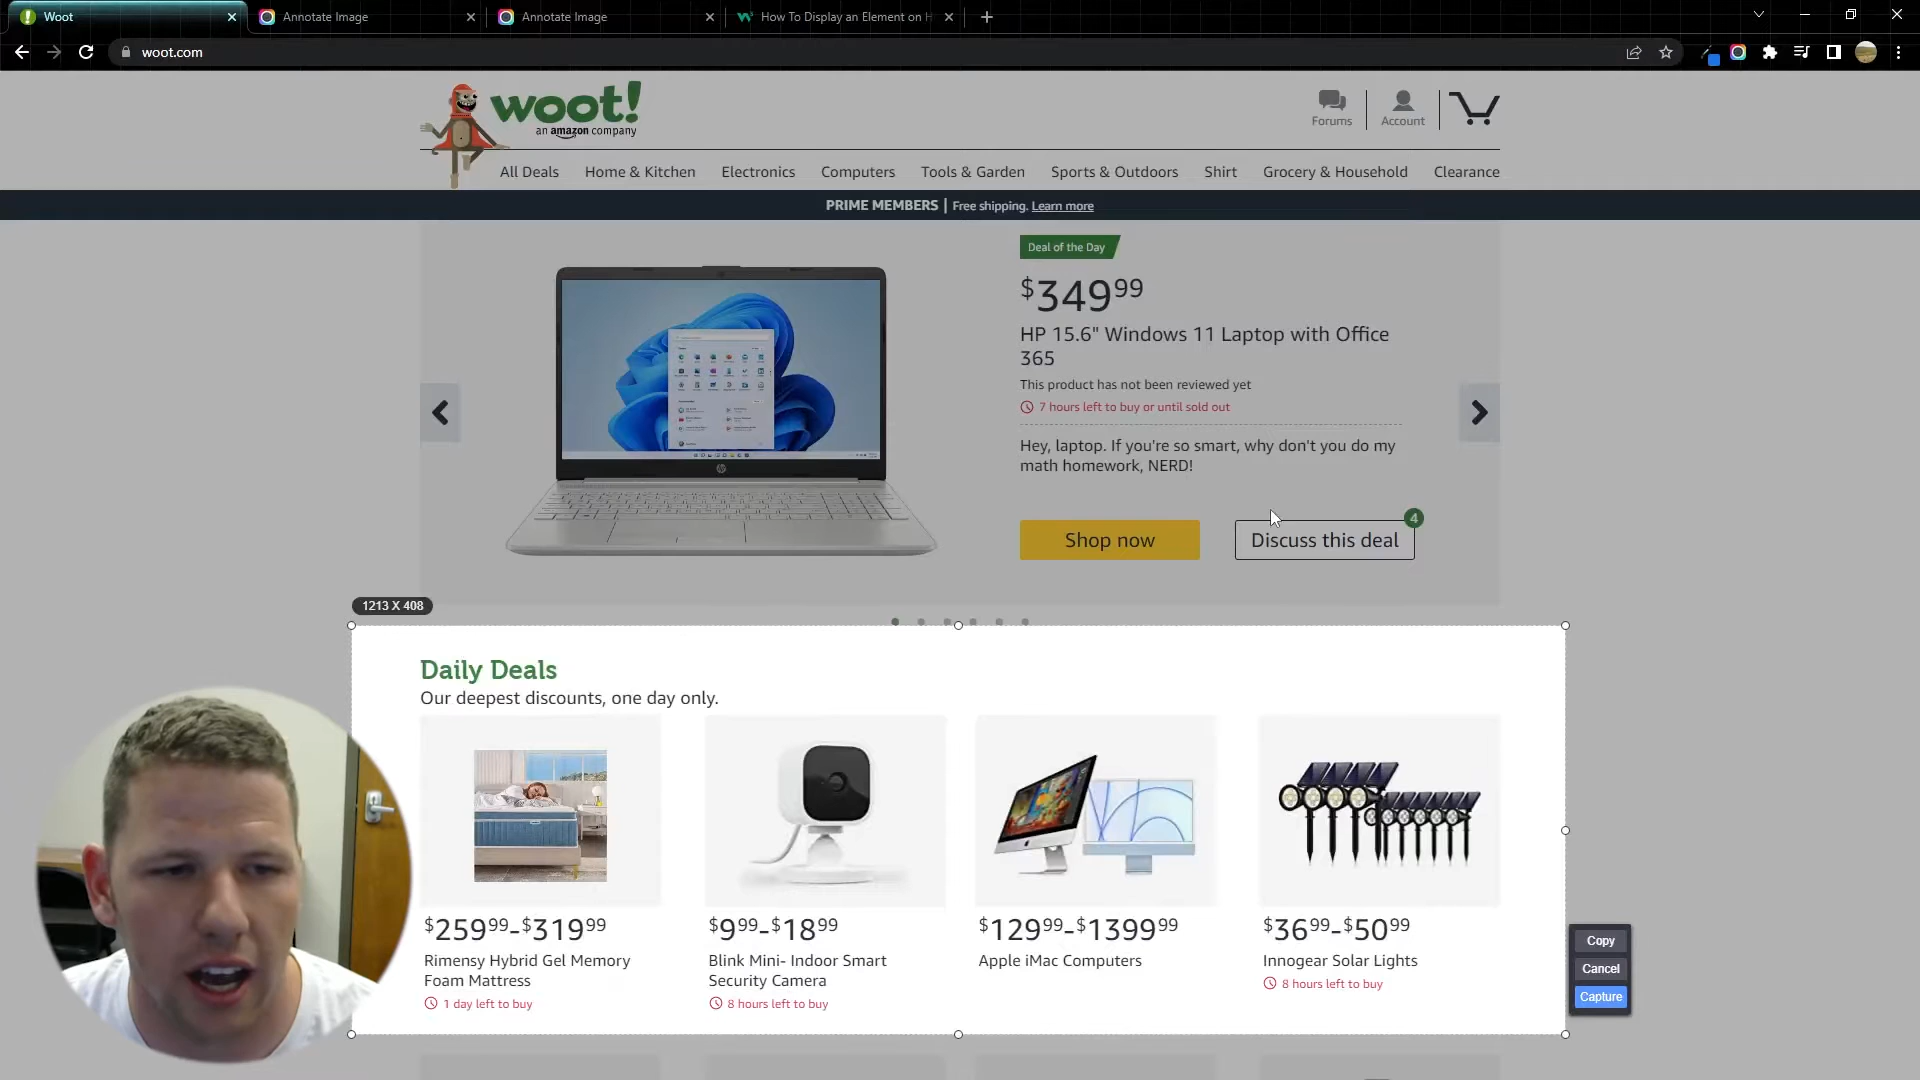 Woot
Annotate Image
Annotate Image
How To Display an Element on H
woot.com
woot!
an amazon company
Forums
Account
All Deals
Home & Kitchen
Electronics
Computers
Tools & Garden
Sports & Outdoors
Shirt
Grocery & Household
Clearance
PRIME MEMBERS | Free shipping. Learn more
Deal of the Day
$349 99
HP 15.6" Windows 11 Laptop with Office
365
This product has not been reviewed yet
7 hours left to buy or until sold out
Hey, laptop. If you're so smart, why don't you do my
math homework, NERD!
Shop now
Discuss this deal
4
1213 X 408
Daily Deals
Our deepest discounts, one day only.
$259 99-$319 99
Rimensy Hybrid Gel Memory
Foam Mattress
1 day left to buy
$9 99-$18 99
Blink Mini- Indoor Smart
Security Camera
8 hours left to buy
$129 99-$1399 99
Apple iMac Computers
$36 99-$50 99
Innogear Solar Lights
8 hours left to buy
Copy
Cancel
Capture